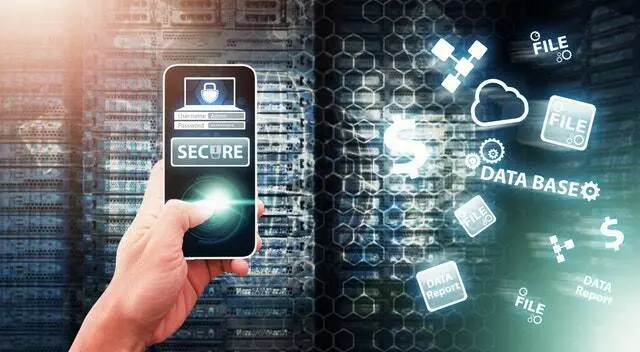 Username
Password
SECURE
FILE
FILE
$
DATA BASE
FILE
$
DATA
Report
DATA
Report
FILE